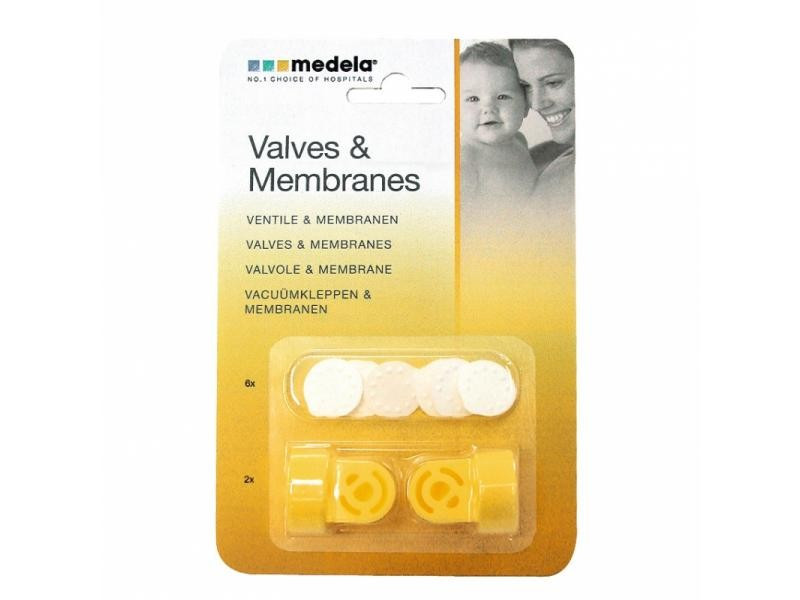 medela®
NO.1 CHOICE OF HOSPITALS
Valves &
Membranes
VENTILE & MEMBRANEN
VALVES & MEMBRANES
VALVOLE & MEMBRANE
VACUÜMKLEPPEN &
MEMBRANEN
6x
2x